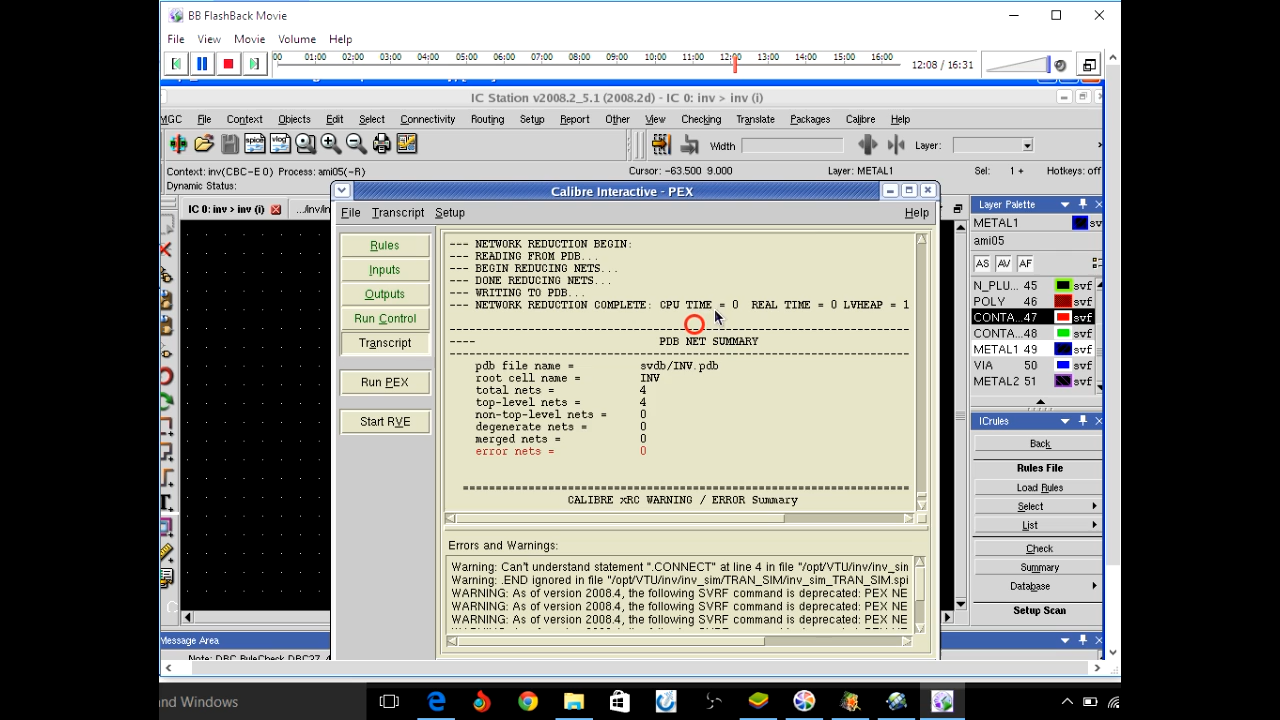 BB FlashBack Movie
File View Movie Volume Help
00 01:00 02:00 03:00 04:00 05:00 06:00 07:00 08:00 09:00 10:00 11:00 12:00 13:00 14:00 15:00 16:00
12:08 / 16:31
IC Station v2008.2_5.1 (2008.2d) - IC 0: inv > inv (i)
MGC File Context Objects Edit Select Connectivity Routing Setup Report Other View Checking Translate Packages Calibre Help
Width
Layer:
Context: inv(CBC-E 0) Process: ami05(-R)
Cursor: -63.500 9.000
Layer: METAL1
Sel: 1 +
Hotkeys: off
Dynamic Status:
Calibre Interactive - PEX
IC 0: inv > inv (i)
.../inv/in
File Transcript Setup Help
Rules
Inputs
Outputs
Run Control
Transcript
Run PEX
Start RVE
--- NETWORK REDUCTION BEGIN:
--- READING FROM PDB...
--- BEGIN REDUCING NETS...
--- DONE REDUCING NETS...
--- WRITING TO PDB...
--- NETWORK REDUCTION COMPLETE: CPU TIME = 0 REAL TIME = 0 LVHEAP = 1
---- PDB NET SUMMARY
pdb file name = svdb/INV.pdb
root cell name = INV
total nets = 4
top-level nets = 4
non-top-level nets = 0
degenerate nets = 0
merged nets = 0
error nets = 0
CALIBRE xRC WARNING / ERROR Summary
Errors and Warnings:
Warning: Can't understand statement ".CONNECT" at line 4 in file "/opt/VTU/inv/inv_sim
Warning: .END ignored in file "/opt/VTU/inv/inv_sim/TRAN_SIM/inv_sim_TRAN_SIM.spi
WARNING: As of version 2008.4, the following SVRF command is deprecated: PEX NE
WARNING: As of version 2008.4, the following SVRF command is deprecated: PEX NE
WARNING: As of version 2008.4, the following SVRF command is deprecated: PEX NE
Layer Palette
METAL1 sv
ami05
AS AV AF
N_PLU... 45 svf
POLY 46 svf
CONTA... 47 svf
CONTA... 48 svf
METAL1 49 svf
VIA 50 svf
METAL2 51 svf
ICrules
Back
Rules File
Load Rules
Select
List
Check
Summary
Database
Setup Scan
Message Area
nd Windows